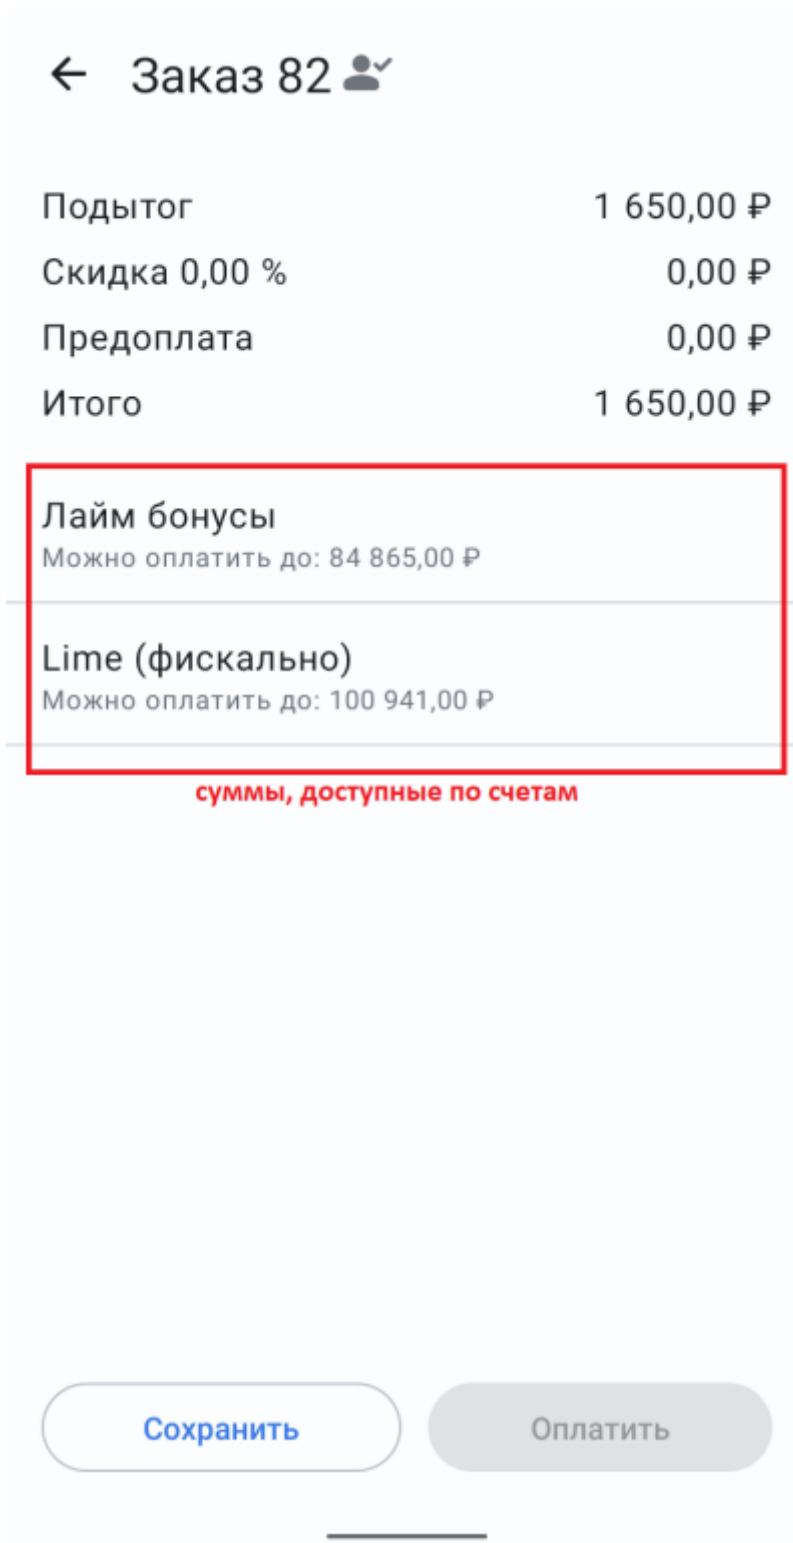 Заказ 82
Подытог 1 650,00 ₽
Скидка 0,00 % 0,00 ₽
Предоплата 0,00 ₽
Итого 1 650,00 ₽
Лайм бонусы
Можно оплатить до: 84 865,00 ₽
Lime (фискально)
Можно оплатить до: 100 941,00 ₽
суммы, доступные по счетам
Сохранить Оплатить